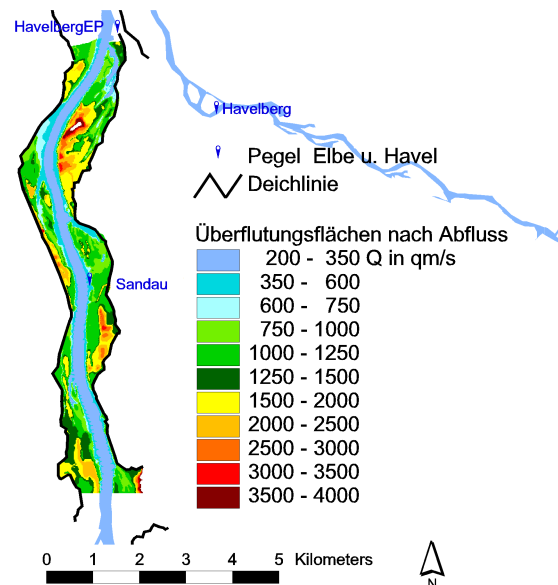 HavelbergEP
Havelberg
Pegel Elbe u. Havel
Deichlinie
Überflutungsflächen nach Abfluss
200 - 350 Q in qm/s
350 - 600
600 - 750
750 - 1000
1000 - 1250
1250 - 1500
1500 - 2000
2000 - 2500
2500 - 3000
3000 - 3500
3500 - 4000
Sandau
0 1 2 3 4 5 Kilometers
N